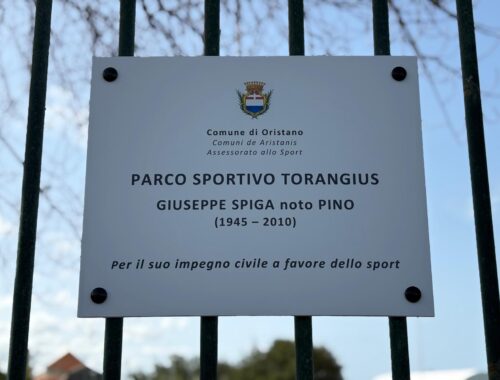 Comune di Oristano
Comuni de Aristanis
Assessorato allo Sport
PARCO SPORTIVO TORANGIUS
GIUSEPPE SPIGA noto PINO
(1945 – 2010)
Per il suo impegno civile a favore dello sport